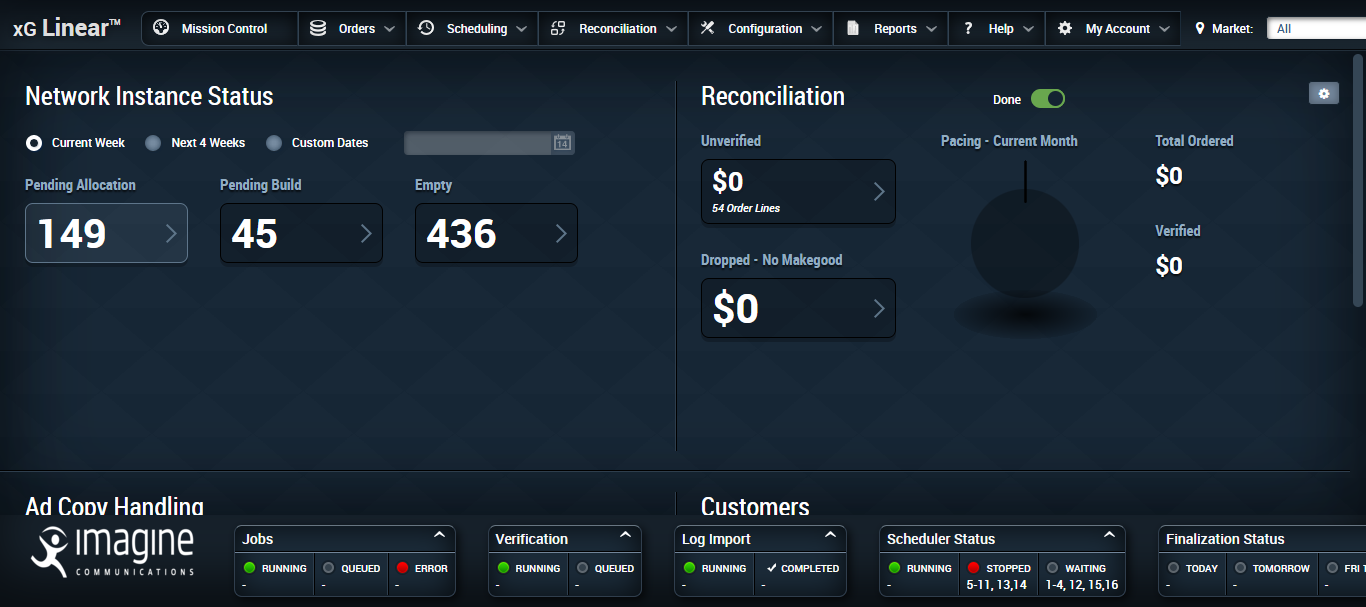 xG Linear™ Mission Control Orders Scheduling Reconciliation Configuration Reports ? Help My Account Market: All
Network Instance Status
Current Week Next 4 Weeks Custom Dates 14
Pending Allocation Pending Build Empty
149 45 436
Reconciliation Done
Unverified Pacing - Current Month Total Ordered
$0 $0
54 Order Lines
Verified
$0
Dropped - No Makegood
$0
Ad Copy Handling Customers
imagine
COMMUNICATIONS
Jobs
RUNNING QUEUED ERROR
- - -
Verification
RUNNING QUEUED
- -
Log Import
RUNNING COMPLETED
- -
Scheduler Status
RUNNING STOPPED WAITING
- 5-11, 13,14 1-4, 12, 15,16
Finalization Status
TODAY TOMORROW FRI
- - -